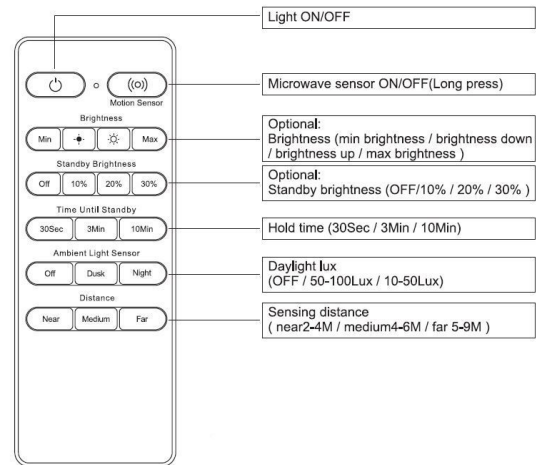 Light ON/OFF
Microwave sensor ON/OFF(Long press)
Motion Sensor
Brightness
Min Max
Optional:
Brightness (min brightness / brightness down
/ brightness up / max brightness )
Standby Brightness
Off 10% 20% 30%
Optional:
Standby brightness (OFF/10% / 20% / 30% )
Time Until Standby
30Sec 3Min 10Min
Hold time (30Sec / 3Min / 10Min)
Ambient Light Sensor
Off Dusk Night
Daylight lux
(OFF / 50-100Lux / 10-50Lux)
Distance
Near Medium Far
Sensing distance
( near2-4M / medium4-6M / far 5-9M )